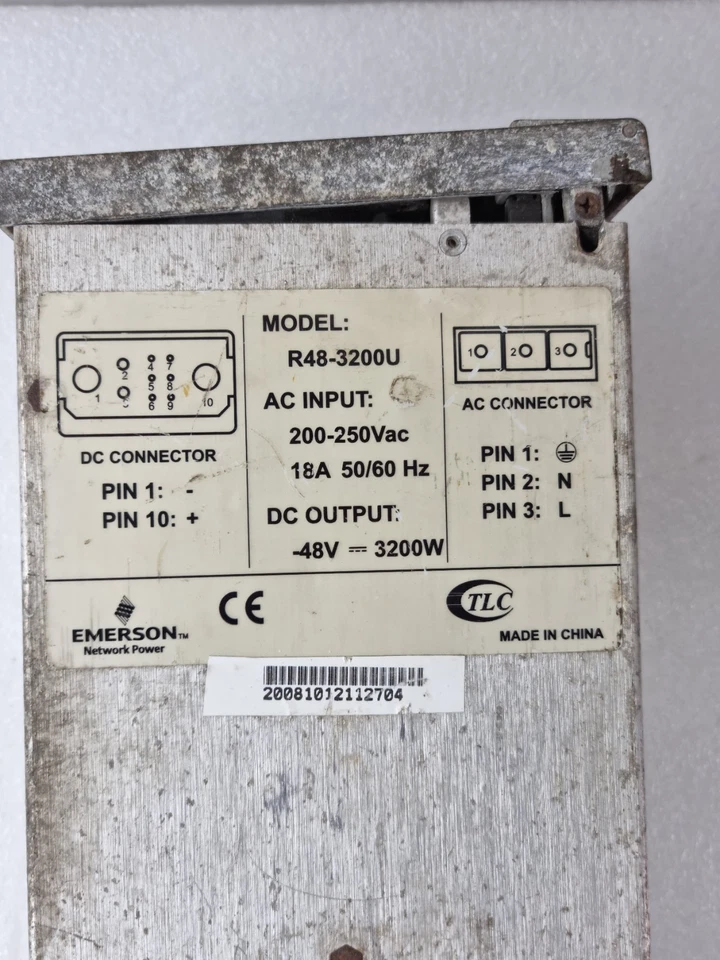 1 2 3 4 7 5 8 6 9 10
DC CONNECTOR
PIN 1: -
PIN 10: +
MODEL:
R48-3200U
AC INPUT:
200-250Vac
18A 50/60 Hz
DC OUTPUT:
-48V ⎓ 3200W
1 2 3
AC CONNECTOR
PIN 1: ⏚
PIN 2: N
PIN 3: L
EMERSON™
Network Power
CE
TLC
MADE IN CHINA
20081012112704